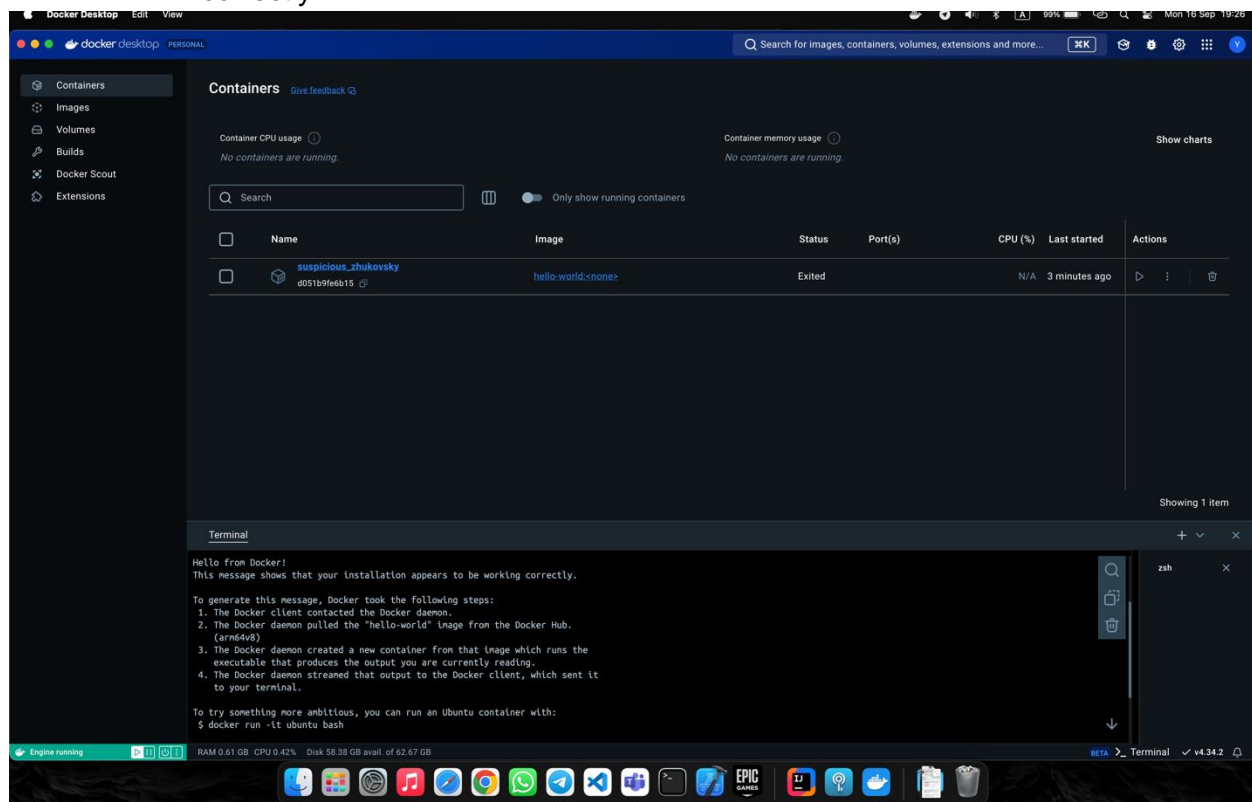 Docker Desktop Edit View
A 99% Mon 16 Sep 19:26
docker desktop PERSONAL
Search for images, containers, volumes, extensions and more... ⌘K
Y
Containers
Images
Volumes
Builds
Docker Scout
Extensions
Containers Give feedback
Container CPU usage
No containers are running.
Container memory usage
No containers are running.
Show charts
Search
Only show running containers
Name Image Status Port(s) CPU (%) Last started Actions
suspicious_zhukovsky
d051b9fe6b15
hello-world:<none> Exited N/A 3 minutes ago
Showing 1 item
Terminal
zsh
Hello from Docker!
This message shows that your installation appears to be working correctly.
To generate this message, Docker took the following steps:
1. The Docker client contacted the Docker daemon.
2. The Docker daemon pulled the "hello-world" image from the Docker Hub.
(arm64v8)
3. The Docker daemon created a new container from that image which runs the
executable that produces the output you are currently reading.
4. The Docker daemon streamed that output to the Docker client, which sent it
to your terminal.
To try something more ambitious, you can run an Ubuntu container with:
$ docker run -it ubuntu bash
Engine running RAM 0.61 GB CPU 0.42% Disk 58.38 GB avail. of 62.67 GB BETA >_ Terminal v4.34.2
EPIC
GAMES
IJ